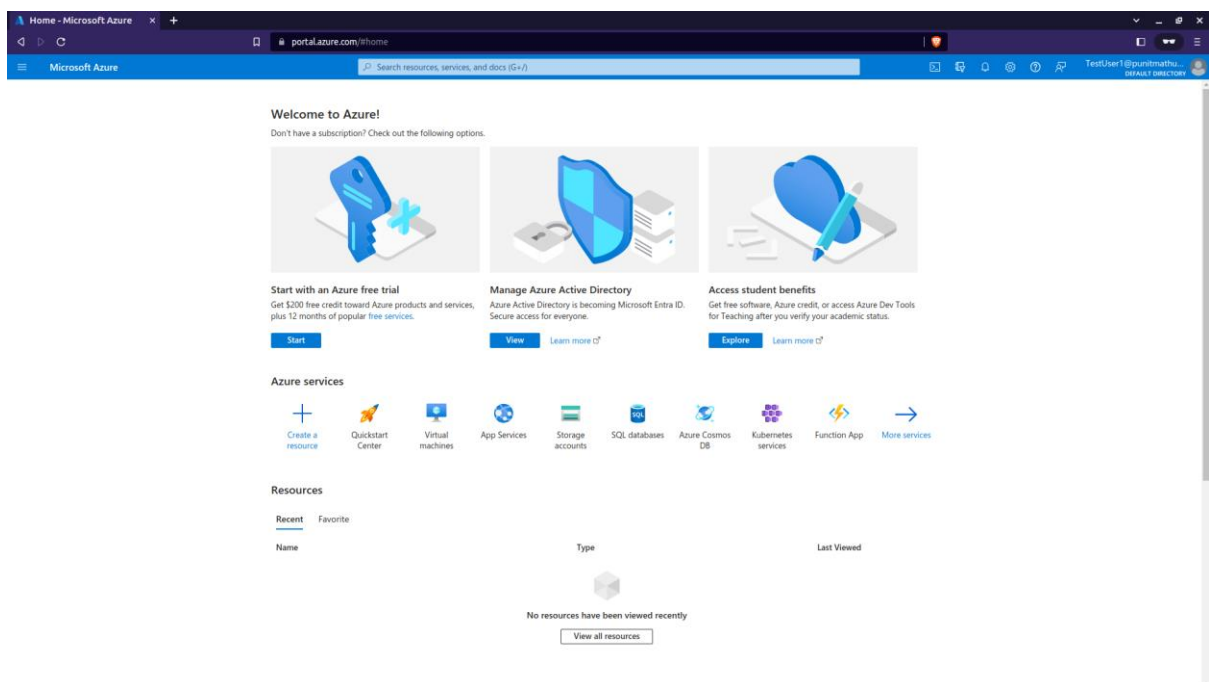 Home - Microsoft Azure
portal.azure.com/#home
Microsoft Azure
Search resources, services, and docs (G+/)
TestUser1@punitmathu...
DEFAULT DIRECTORY
Welcome to Azure!
Don't have a subscription? Check out the following options.
Start with an Azure free trial
Get $200 free credit toward Azure products and services,
plus 12 months of popular free services.
Start
Manage Azure Active Directory
Azure Active Directory is becoming Microsoft Entra ID.
Secure access for everyone.
View
Learn more
Access student benefits
Get free software, Azure credit, or access Azure Dev Tools
for Teaching after you verify your academic status.
Explore
Learn more
Azure services
Create a
resource
Quickstart
Center
Virtual
machines
App Services
Storage
accounts
SQL
SQL databases
Azure Cosmos
DB
Kubernetes
services
Function App
More services
Resources
Recent
Favorite
Name
Type
Last Viewed
No resources have been viewed recently
View all resources